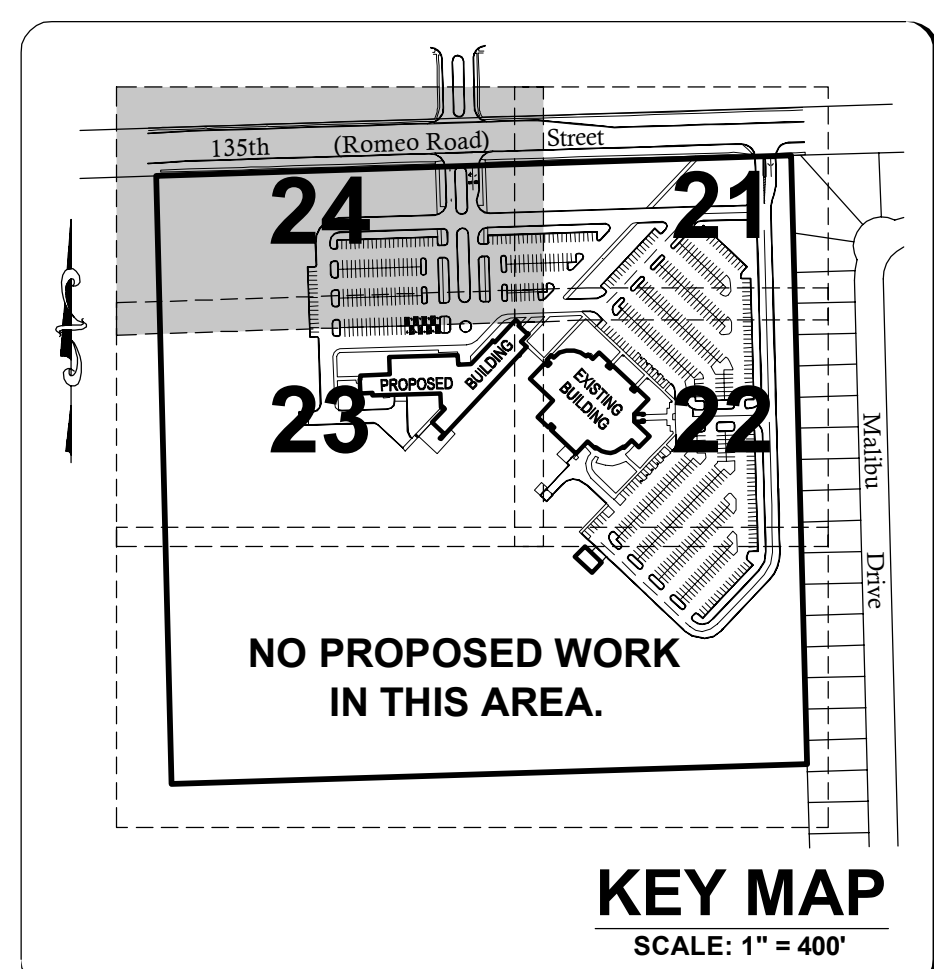 135th (Romeo Road) Street
24
21
PROPOSED BUILDING
EXISTING
BUILDING
23
22
Malibu Drive
NO PROPOSED WORK
IN THIS AREA.
KEY MAP
SCALE: 1" = 400'